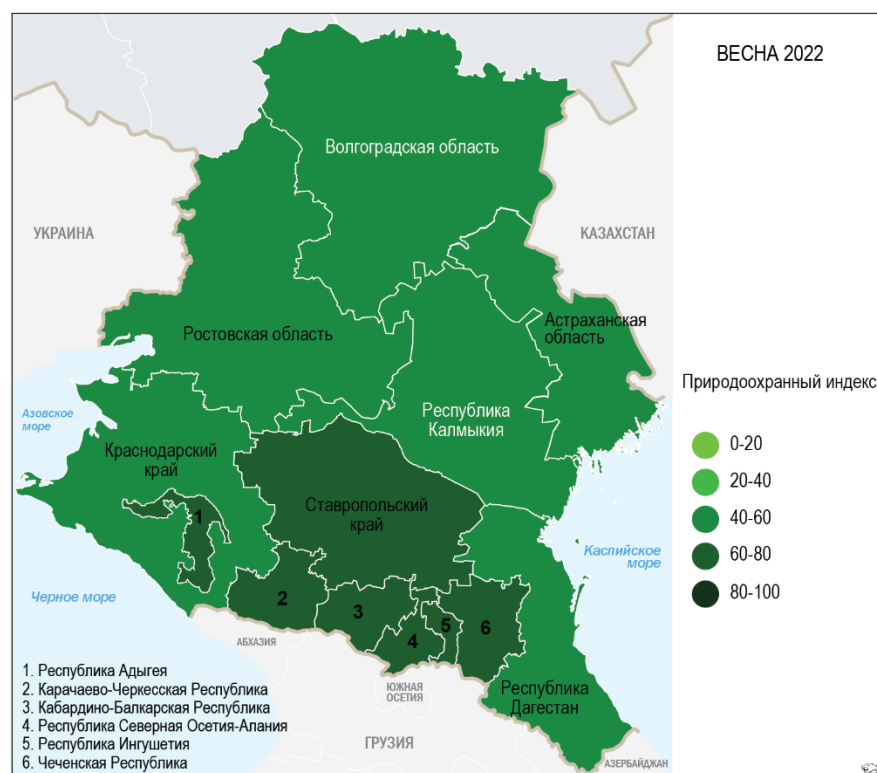 ВЕСНА 2022
Волгоградская область
УКРАИНА
КАЗАХСТАН
Ростовская область
Астраханская
область
Природоохранный индекс
Азовское
море
Республика
Калмыкия
0-20
Краснодарский
край
20-40
Ставропольский
край
40-60
1
Каспийское
море
60-80
Черное море
2
3
4
5
6
80-100
АБХАЗИЯ
ЮЖНАЯ
ОСЕТИЯ
Республика
Дагестан
ГРУЗИЯ
АЗЕРБАЙДЖАН
1. Республика Адыгея
2. Карачаево-Черкесская Республика
3. Кабардино-Балкарская Республика
4. Республика Северная Осетия-Алания
5. Республика Ингушетия
6. Чеченская Республика